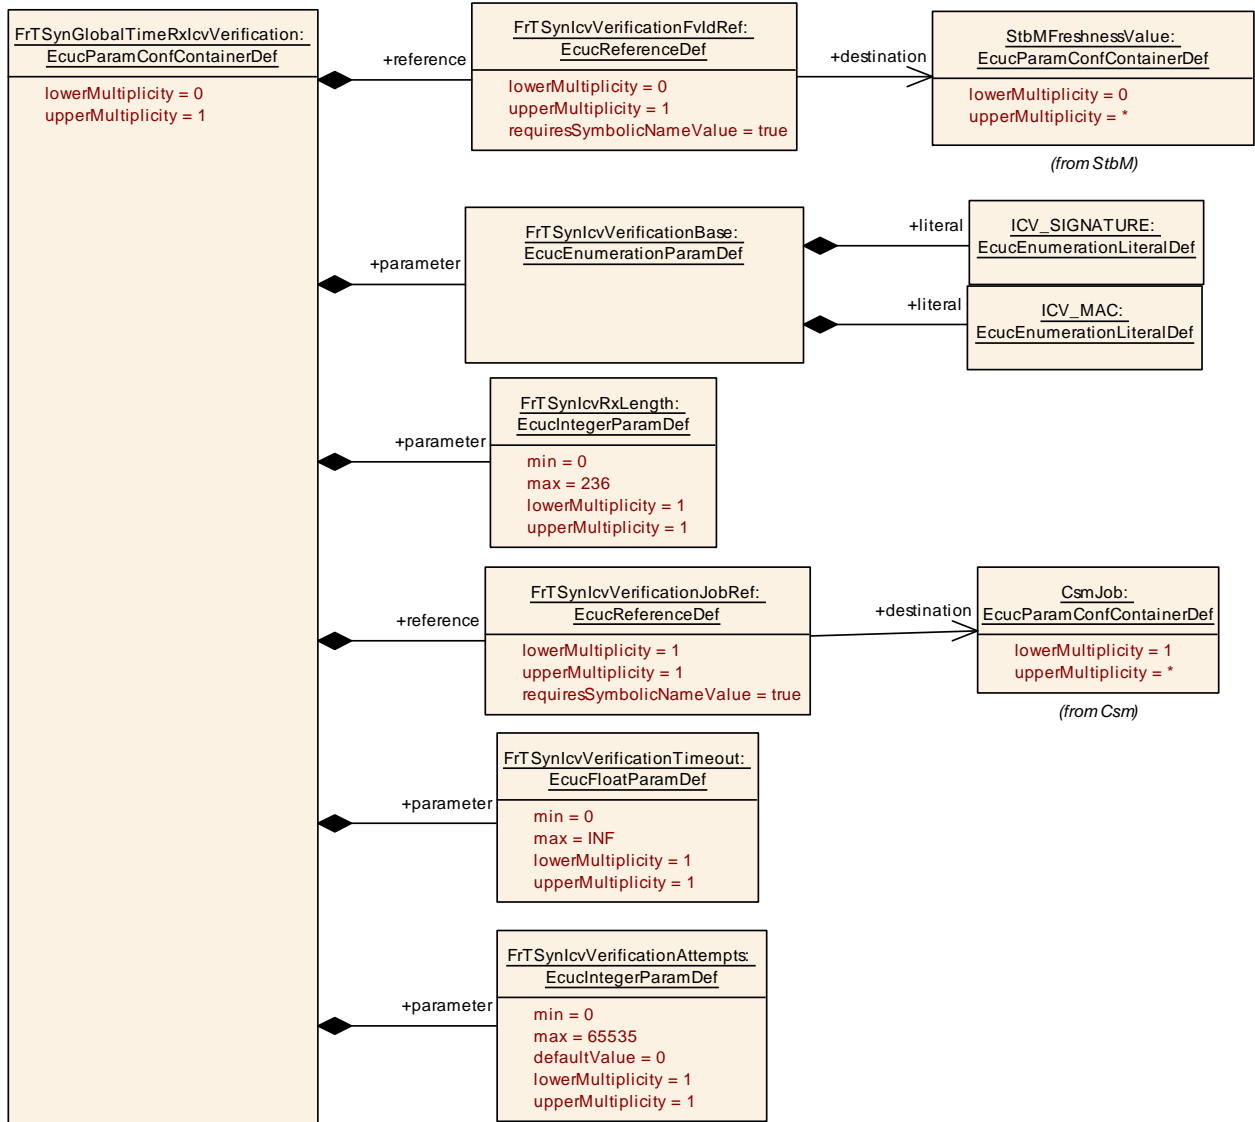 FrTSynGlobalTimeRxIcvVerification:
EcucParamConfContainerDef
lowerMultiplicity = 0
upperMultiplicity = 1
+reference
FrTSynIcvVerificationFvIdRef:
EcucReferenceDef
lowerMultiplicity = 0
upperMultiplicity = 1
requiresSymbolicNameValue = true
+destination
StbMFreshnessValue:
EcucParamConfContainerDef
lowerMultiplicity = 0
upperMultiplicity = *
(from StbM)
+parameter
FrTSynIcvVerificationBase:
EcucEnumerationParamDef
+literal
ICV_SIGNATURE:
EcucEnumerationLiteralDef
+literal
ICV_MAC:
EcucEnumerationLiteralDef
+parameter
FrTSynIcvRxLength:
EcucIntegerParamDef
min = 0
max = 236
lowerMultiplicity = 1
upperMultiplicity = 1
+reference
FrTSynIcvVerificationJobRef:
EcucReferenceDef
lowerMultiplicity = 1
upperMultiplicity = 1
requiresSymbolicNameValue = true
+destination
CsmJob:
EcucParamConfContainerDef
lowerMultiplicity = 1
upperMultiplicity = *
(from Csm)
+parameter
FrTSynIcvVerificationTimeout:
EcucFloatParamDef
min = 0
max = INF
lowerMultiplicity = 1
upperMultiplicity = 1
+parameter
FrTSynIcvVerificationAttempts:
EcucIntegerParamDef
min = 0
max = 65535
defaultValue = 0
lowerMultiplicity = 1
upperMultiplicity = 1